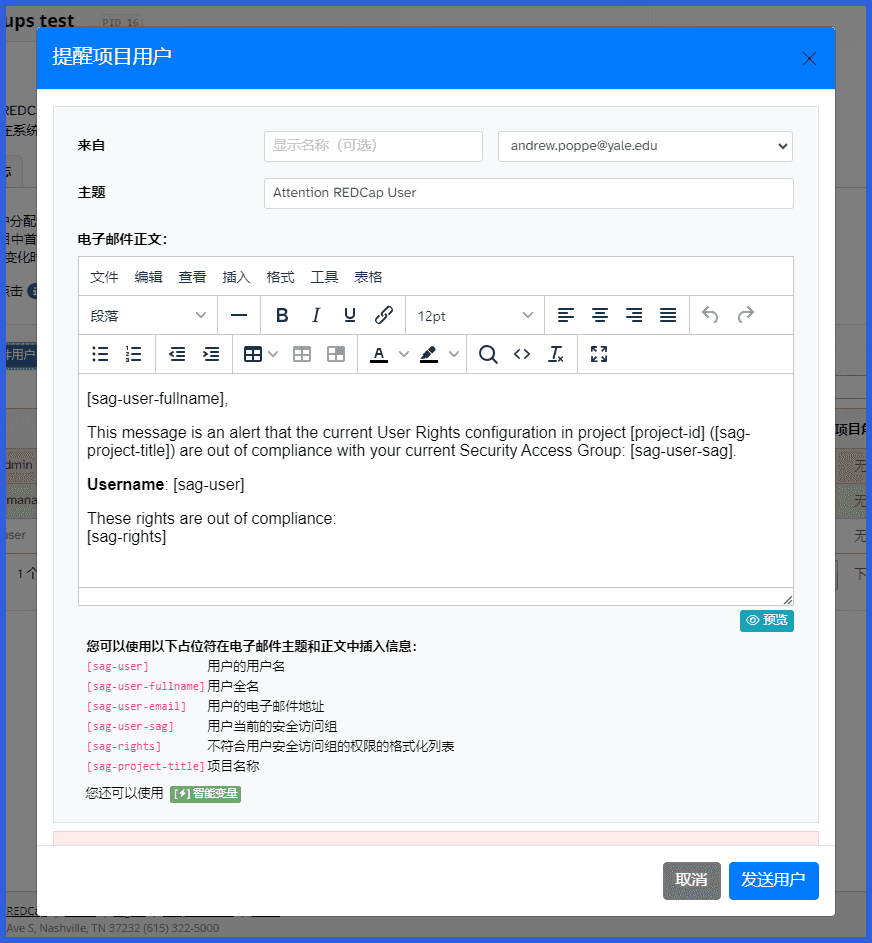 ups test PID 16
提醒项目用户
来自 显示名称（可选） andrew.poppe@yale.edu
主题 Attention REDCap User
电子邮件正文:
文件 编辑 查看 插入 格式 工具 表格
段落 B I U 12pt
A
[sag-user-fullname],
This message is an alert that the current User Rights configuration in project [project-id] ([sag-
project-title]) are out of compliance with your current Security Access Group: [sag-user-sag].
Username: [sag-user]
These rights are out of compliance:
[sag-rights]
预览
您可以使用以下占位符在电子邮件主题和正文中插入信息:
[sag-user] 用户的用户名
[sag-user-fullname] 用户全名
[sag-user-email] 用户的电子邮件地址
[sag-user-sag] 用户当前的安全访问组
[sag-rights] 不符合用户安全访问组的权限的格式化列表
[sag-project-title] 项目名称
您还可以使用 [⚡] 智能变量
取消 发送用户
Ave S, Nashville, TN 37232 (615) 322-5000